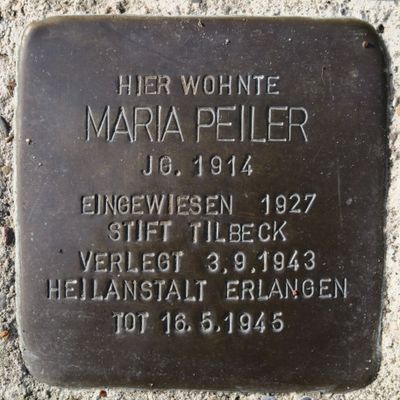 HIER WOHNTE
MARIA PEILER
JG. 1914
EINGEWIESEN 1927
STIFT TILBECK
VERLEGT 3.9.1943
HEILANSTALT ERLANGEN
TOT 16.5.1945